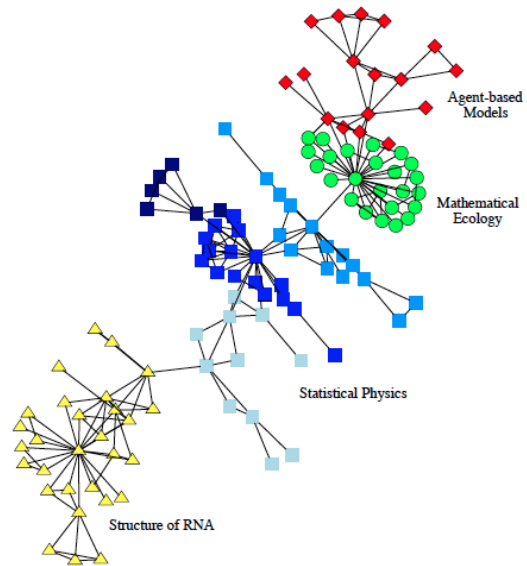 Agent-based
Models
Mathematical
Ecology
Statistical Physics
Structure of RNA